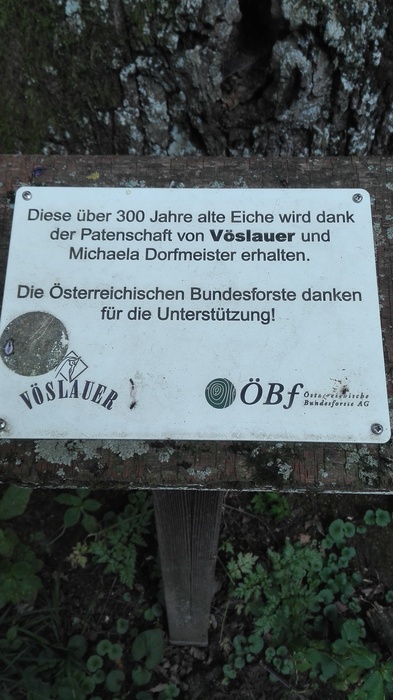 Diese über 300 Jahre alte Eiche wird dank
der Patenschaft von Vöslauer und
Michaela Dorfmeister erhalten.
Die Österreichischen Bundesforste danken
für die Unterstützung!
VÖSLAUER
ÖBf Österreichische
Bundesforste AG